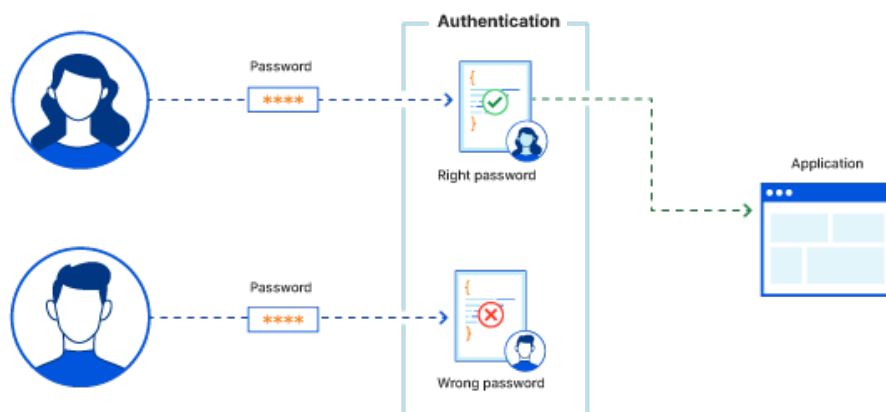 Authentication
Password
****
{
}
Right password
Application
Password
****
{
}
Wrong password